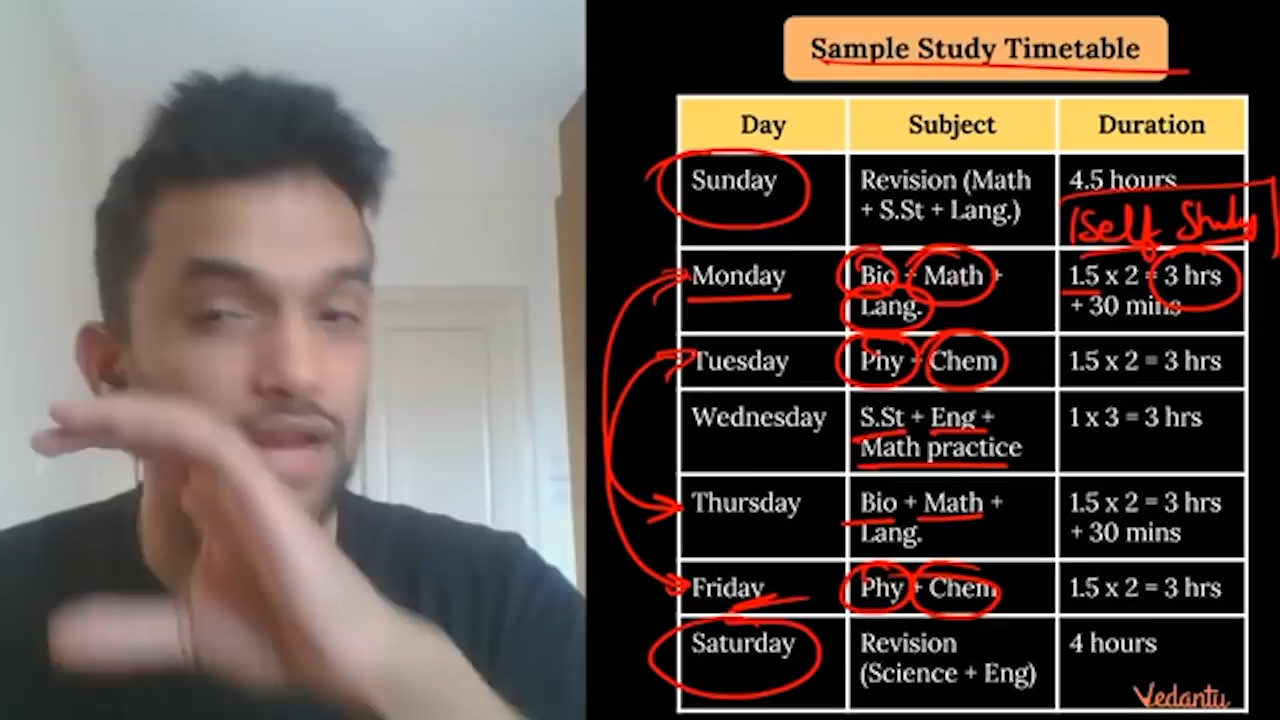 Sample Study Timetable
Day Subject Duration
Sunday Revision (Math 4.5 hours
+ S.St + Lang.) (Self Study)
Monday Bio + Math + 1.5 x 2 = 3 hrs
Lang. + 30 mins
Tuesday Phy + Chem 1.5 x 2 = 3 hrs
Wednesday S.St + Eng + 1 x 3 = 3 hrs
Math practice
Thursday Bio + Math + 1.5 x 2 = 3 hrs
Lang. + 30 mins
Friday Phy + Chem 1.5 x 2 = 3 hrs
Saturday Revision 4 hours
(Science + Eng)
Vedantu